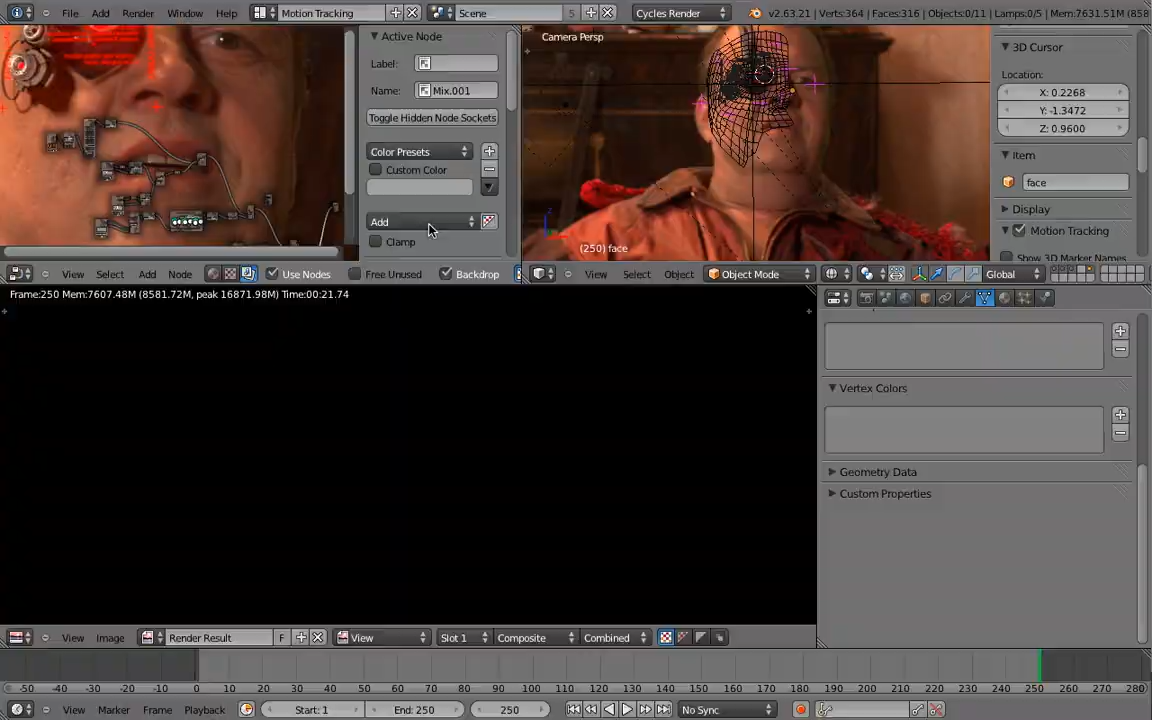 File Add Render Window Help Motion Tracking Scene 5 Cycles Render v2.63.21 | Verts:364 | Faces:316 | Objects:0/11 | Lamps:0/5 | Mem:7631.51M (858
Active Node
Label:
Name: Mix.001
Toggle Hidden Node Sockets
Color Presets
Custom Color
Add
Clamp
View Select Add Node Use Nodes Free Unused Backdrop
Camera Persp
(250) face
View Select Object Object Mode Global
3D Cursor
Location:
X: 0.2268
Y: -1.3472
Z: 0.9600
Item
face
Display
Motion Tracking
Show 3D Marker Names
Frame:250 Mem:7607.48M (8581.72M, peak 16871.98M) Time:00:21.74
View Image Render Result F View Slot 1 Composite Combined
Vertex Colors
Geometry Data
Custom Properties
-50 -40 -30 -20 -10 0 10 20 30 40 50 60 70 80 90 100 110 120 130 140 150 160 170 180 190 200 210 220 230 240 250 260 270 280
View Marker Frame Playback Start: 1 End: 250 250 No Sync